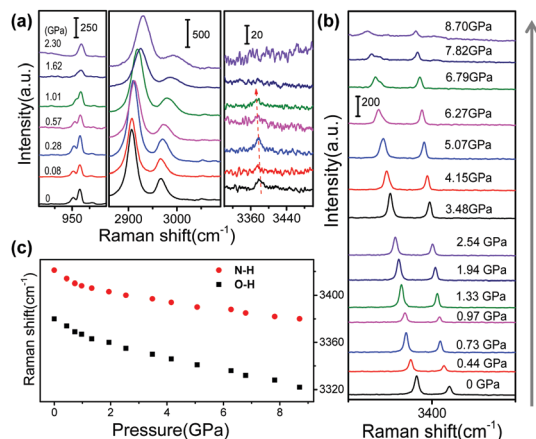 (a)
250
500
20
(GPa)
2.30
1.62
1.01
0.57
0.28
0.08
0
Intensity(a.u.)
950
2900
3000
3360
3440
Raman shift(cm⁻¹)
(b)
8.70GPa
7.82GPa
6.79GPa
200
6.27GPa
5.07GPa
4.15GPa
3.48GPa
2.54 GPa
1.94 GPa
1.33 GPa
0.97 GPa
0.73 GPa
0.44 GPa
0 GPa
Intensity(a.u.)
3400
Raman shift(cm⁻¹)
(c)
N-H
O-H
Raman shift(cm⁻¹)
3380
3360
3340
3320
0
2
4
6
8
Pressure(GPa)